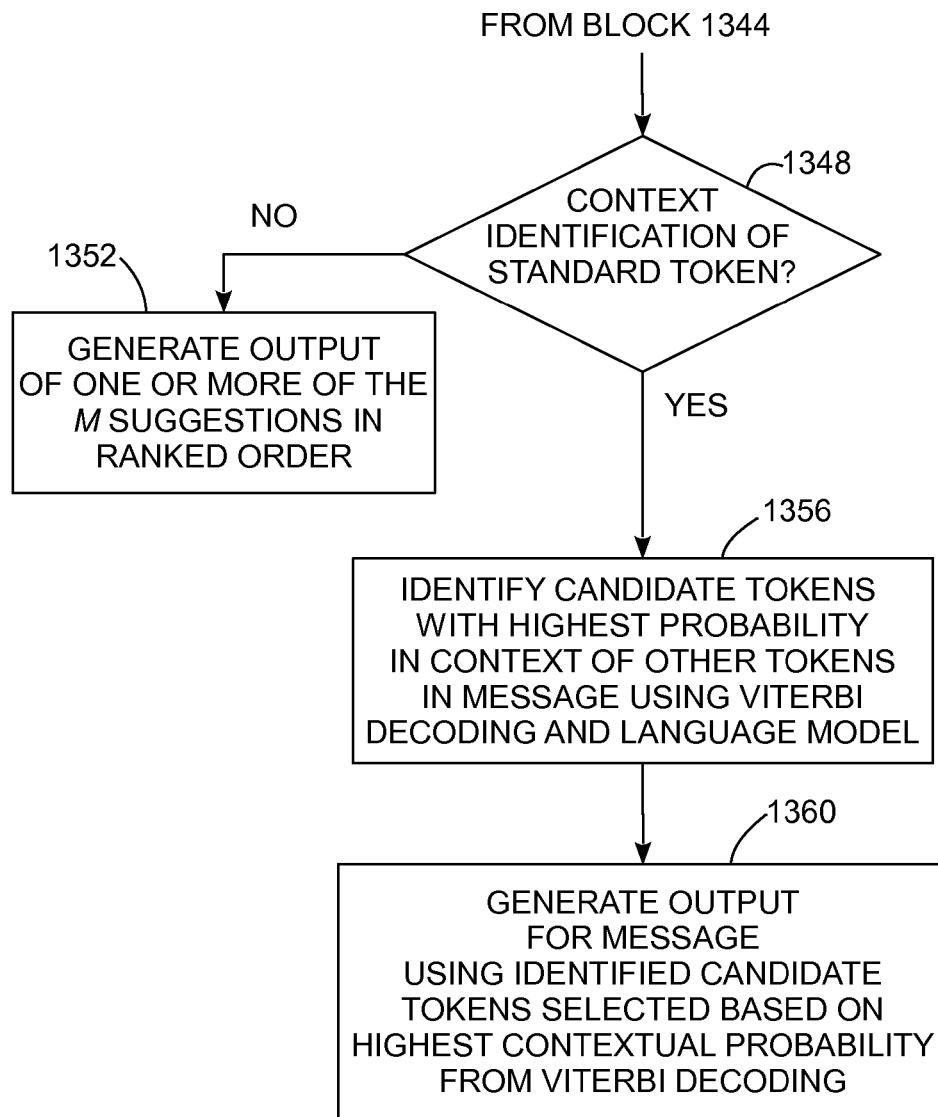 FROM BLOCK 1344
1348
CONTEXT
IDENTIFICATION OF
STANDARD TOKEN?
NO
1352
GENERATE OUTPUT
OF ONE OR MORE OF THE
M SUGGESTIONS IN
RANKED ORDER
YES
1356
IDENTIFY CANDIDATE TOKENS
WITH HIGHEST PROBABILITY
IN CONTEXT OF OTHER TOKENS
IN MESSAGE USING VITERBI
DECODING AND LANGUAGE MODEL
1360
GENERATE OUTPUT
FOR MESSAGE
USING IDENTIFIED CANDIDATE
TOKENS SELECTED BASED ON
HIGHEST CONTEXTUAL PROBABILITY
FROM VITERBI DECODING